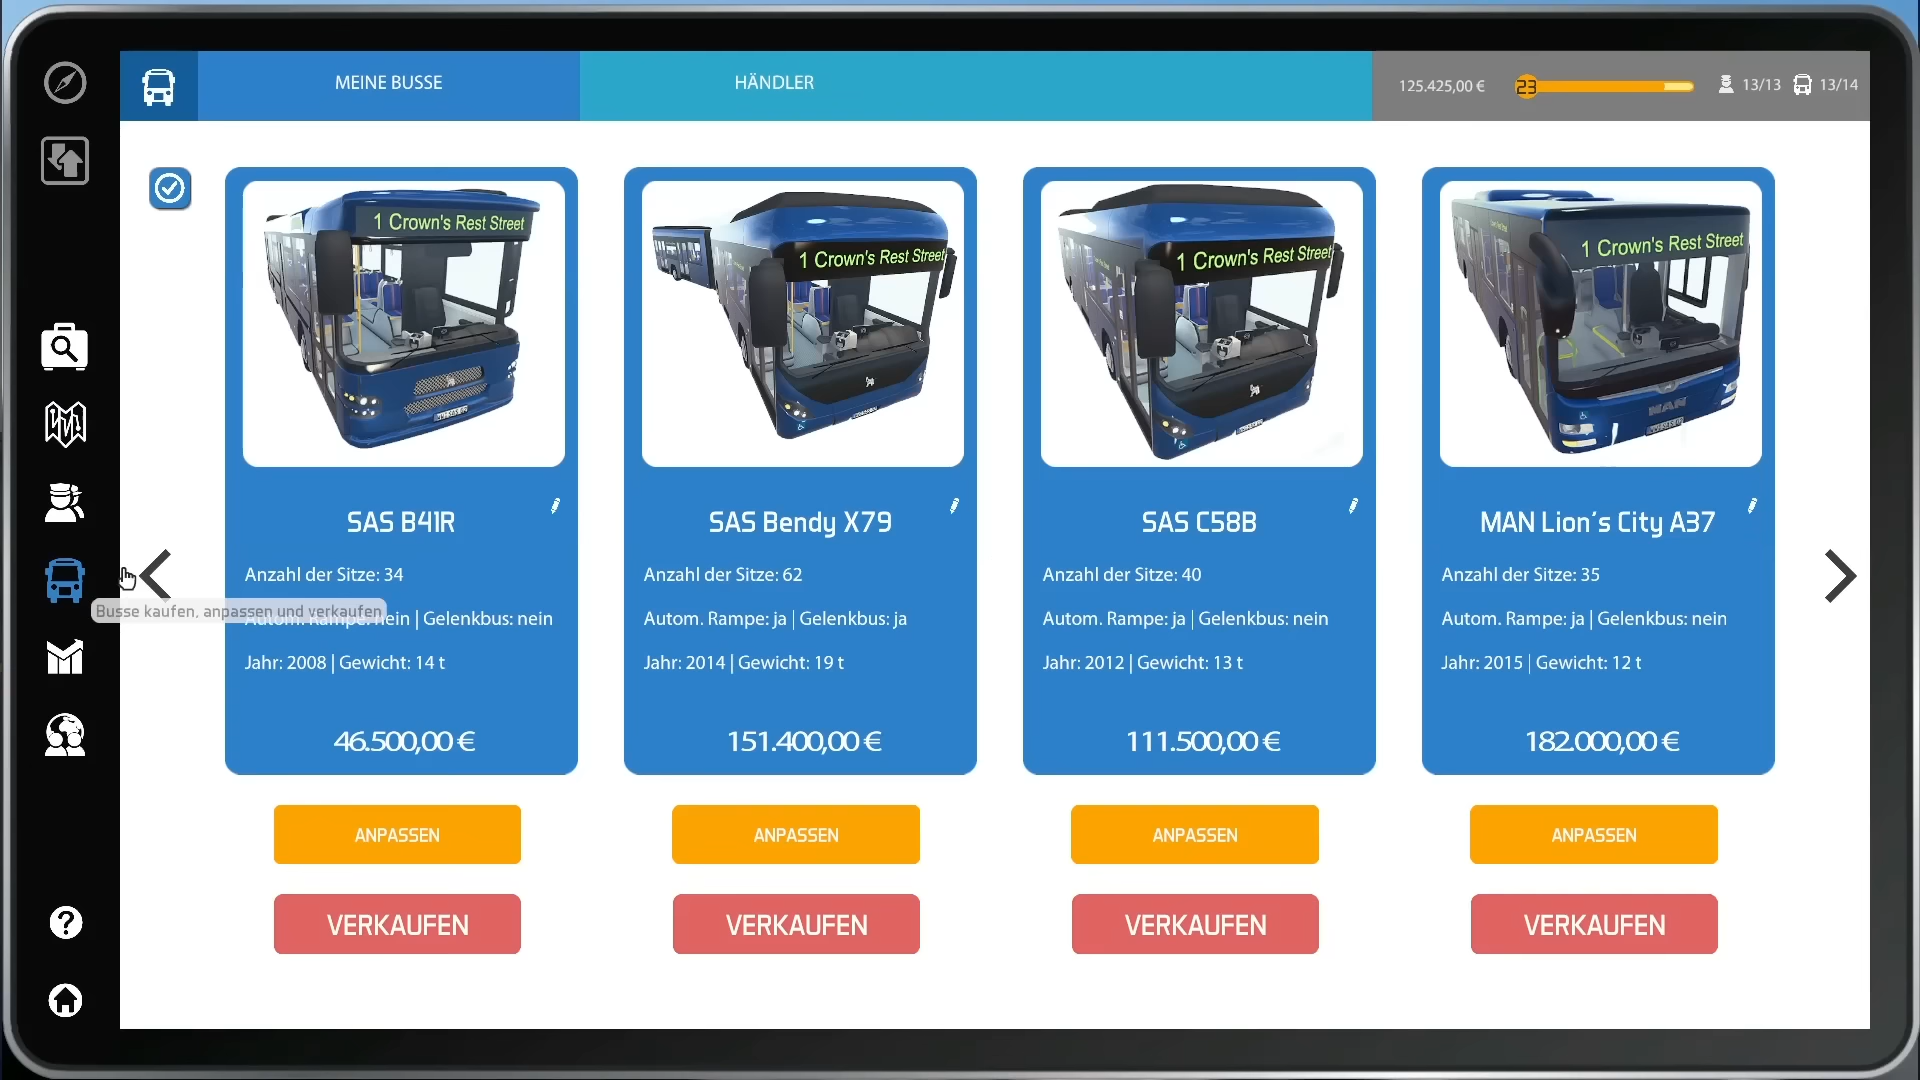 MEINE BUSSE
HÄNDLER
125.425,00 €
23
13/13
13/14
1 Crown's Rest Street
1 Crown's Rest Street
1 Crown's Rest Street
1 Crown's Rest Street
MAN
SAS B41R
SAS Bendy X79
SAS C58B
MAN Lion´s City A37
Anzahl der Sitze: 34
Anzahl der Sitze: 62
Anzahl der Sitze: 40
Anzahl der Sitze: 35
Busse kaufen, anpassen und verkaufen
Autom. Rampe: nein | Gelenkbus: nein
Autom. Rampe: ja | Gelenkbus: ja
Autom. Rampe: ja | Gelenkbus: nein
Autom. Rampe: ja | Gelenkbus: nein
Jahr: 2008 | Gewicht: 14 t
Jahr: 2014 | Gewicht: 19 t
Jahr: 2012 | Gewicht: 13 t
Jahr: 2015 | Gewicht: 12 t
46.500,00 €
151.400,00 €
111.500,00 €
182.000,00 €
ANPASSEN
ANPASSEN
ANPASSEN
ANPASSEN
VERKAUFEN
VERKAUFEN
VERKAUFEN
VERKAUFEN